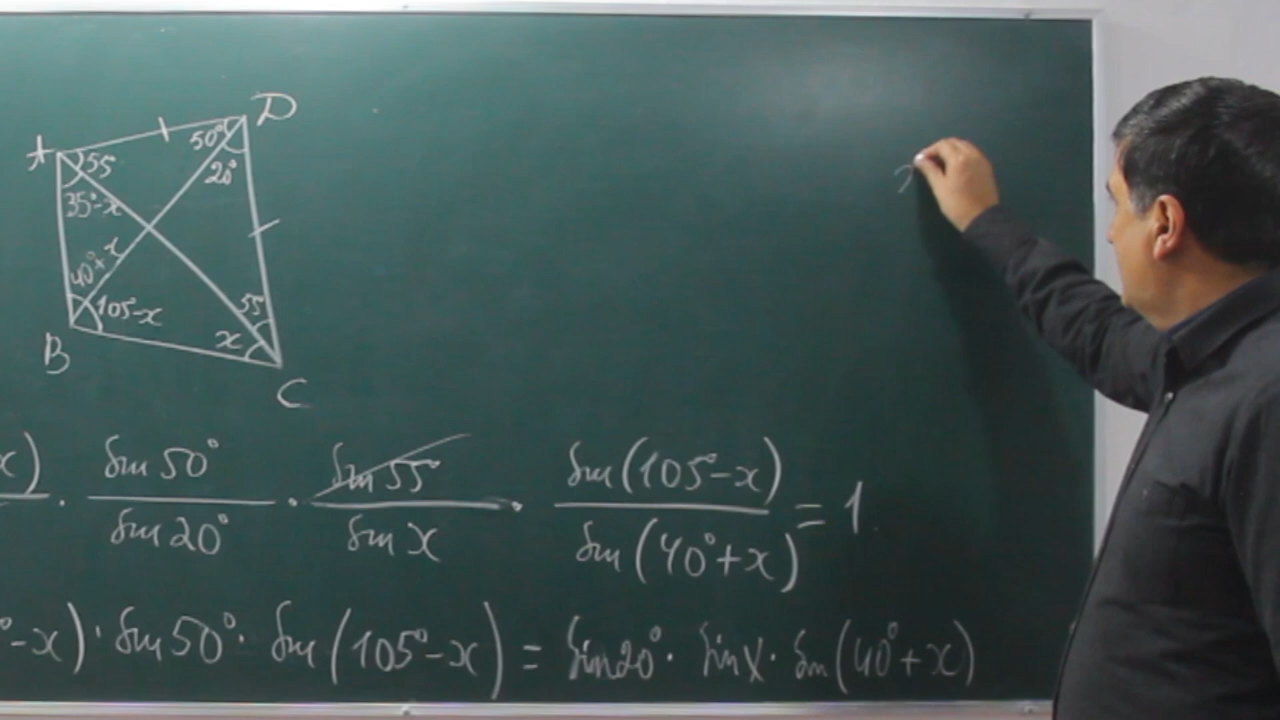 D
A
50°
55
20°
35°-x
40°+x
105-x
55°
x
B
C
x) · sin 50° / sin 20° · sin 55° / sin x · sin (105°-x) / sin (40°+x) = 1
°-x) · sin 50° · sin (105°-x) = sin 20° · sin x · sin (40°+x)